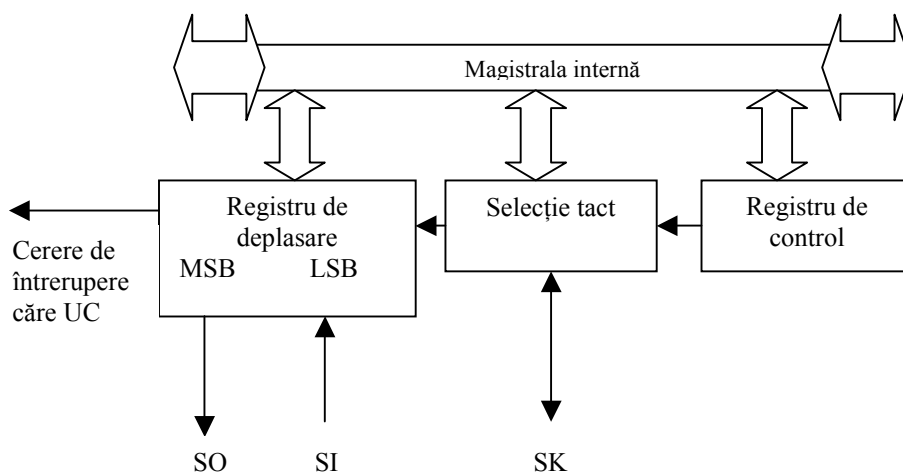 Magistrala internă
Registru de
deplasare
MSB LSB
Selecție tact
Registru de
control
Cerere de
întrerupere
căre UC
SO SI SK